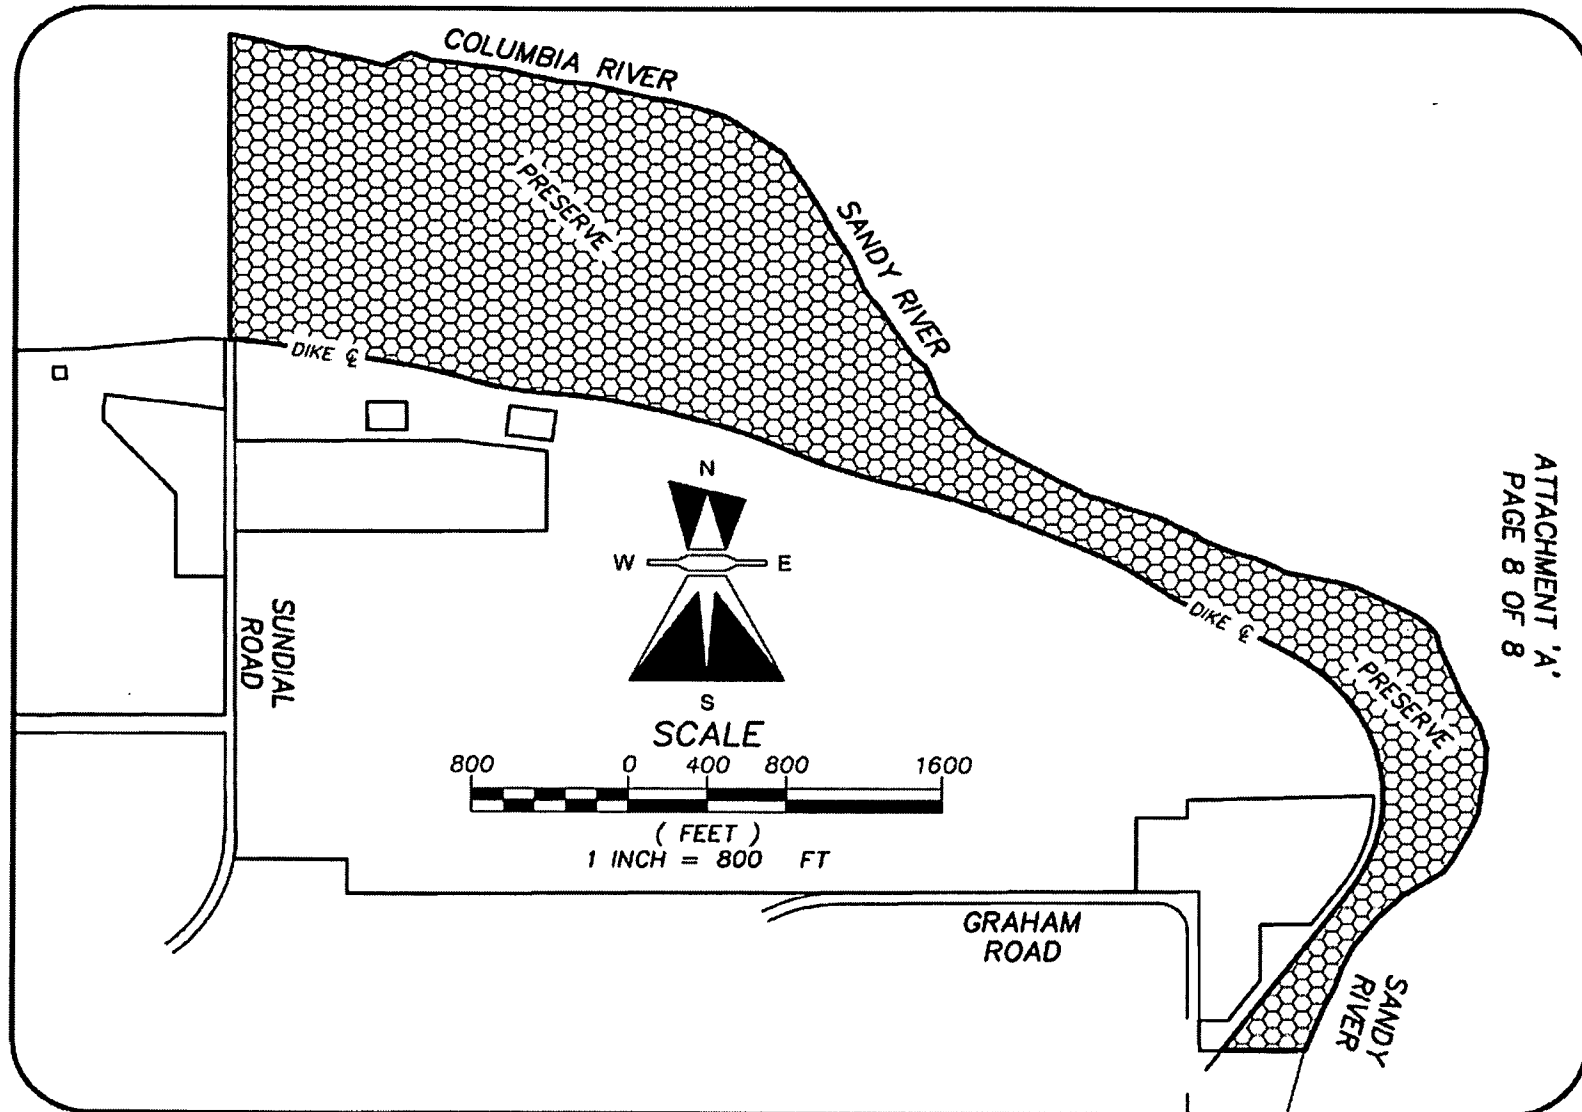 COLUMBIA RIVER
PRESERVE
SANDY RIVER
DIKE ℄
N
W E
S
ATTACHMENT 'A'
PAGE 8 OF 8
SUNDIAL
ROAD
DIKE ℄
PRESERVE
SCALE
800 0 400 800 1600
( FEET )
1 INCH = 800 FT
GRAHAM
ROAD
SANDY
RIVER